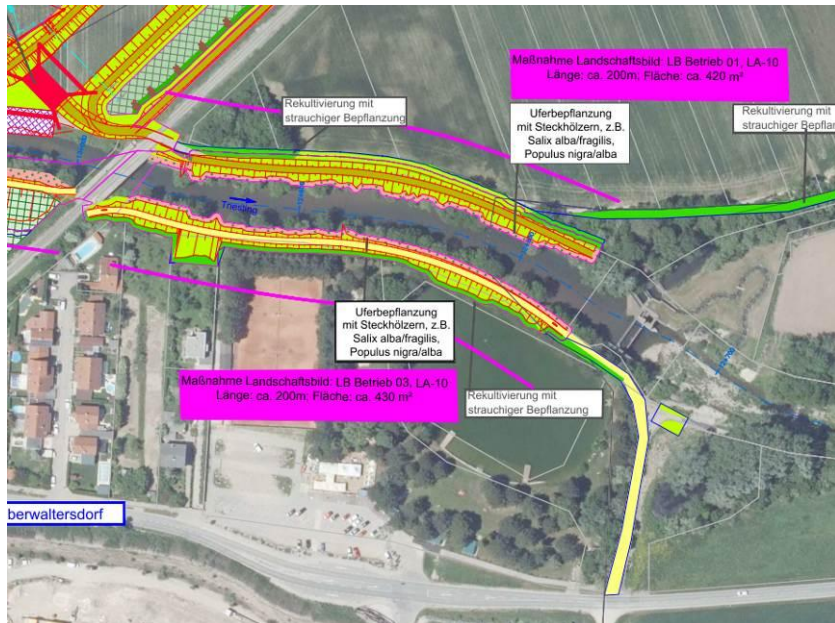 Maßnahme Landschaftsbild: LB Betrieb 01, LA-10
Länge: ca. 200m; Fläche: ca. 420 m²
Rekultivierung mit
strauchiger Bepflanzung
Uferbepflanzung
mit Steckhölzern, z.B.
Salix alba/fragilis,
Populus nigra/alba
Rekultivierung mit
strauchiger Bepflan
Triesting
Uferbepflanzung
mit Steckhölzern, z.B.
Salix alba/fragilis,
Populus nigra/alba
Maßnahme Landschaftsbild: LB Betrieb 03, LA-10
Länge: ca. 200m; Fläche: ca. 430 m²
Rekultivierung mit
strauchiger Bepflanzung
berwaltersdorf